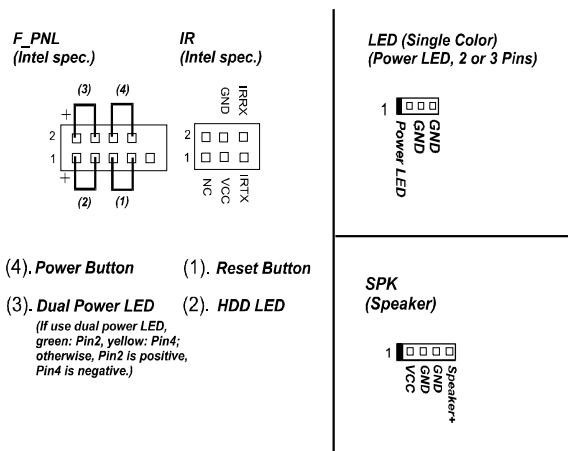 F_PNL
(Intel spec.)
(3) (4)
+
2
1
+
(2) (1)
IR
(Intel spec.)
GND IRRX
2
1
NC VCC IRTX
(4). Power Button
(1). Reset Button
(3). Dual Power LED
(If use dual power LED,
green: Pin2, yellow: Pin4;
otherwise, Pin2 is positive,
Pin4 is negative.)
(2). HDD LED
LED (Single Color)
(Power LED, 2 or 3 Pins)
1
Power LED
GND
GND
SPK
(Speaker)
1
VCC
GND
GND
Speaker+